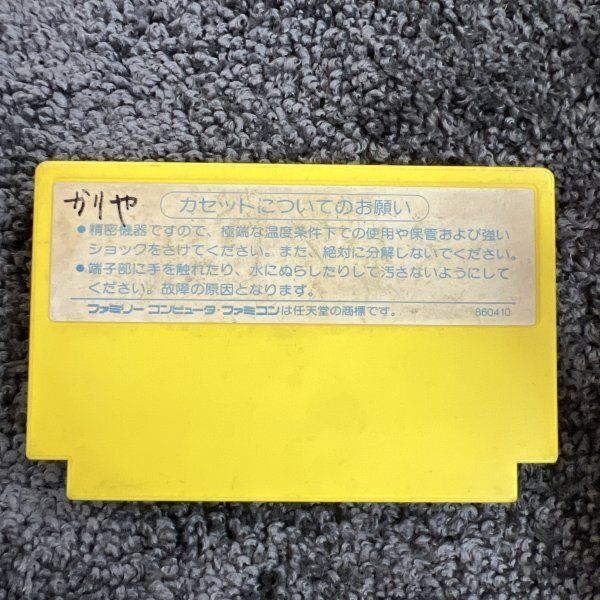 かりや
カセットについてのお願い
●精密機器ですので、極端な温度条件下での使用や保管および強い
ショックをさけてください。また、絶対に分解しないでください。
●端子部に手を触れたり、水にぬらしたりして汚さないようにして
ください。故障の原因となります。
ファミリー コンピュータ・ファミコンは任天堂の商標です。 860410